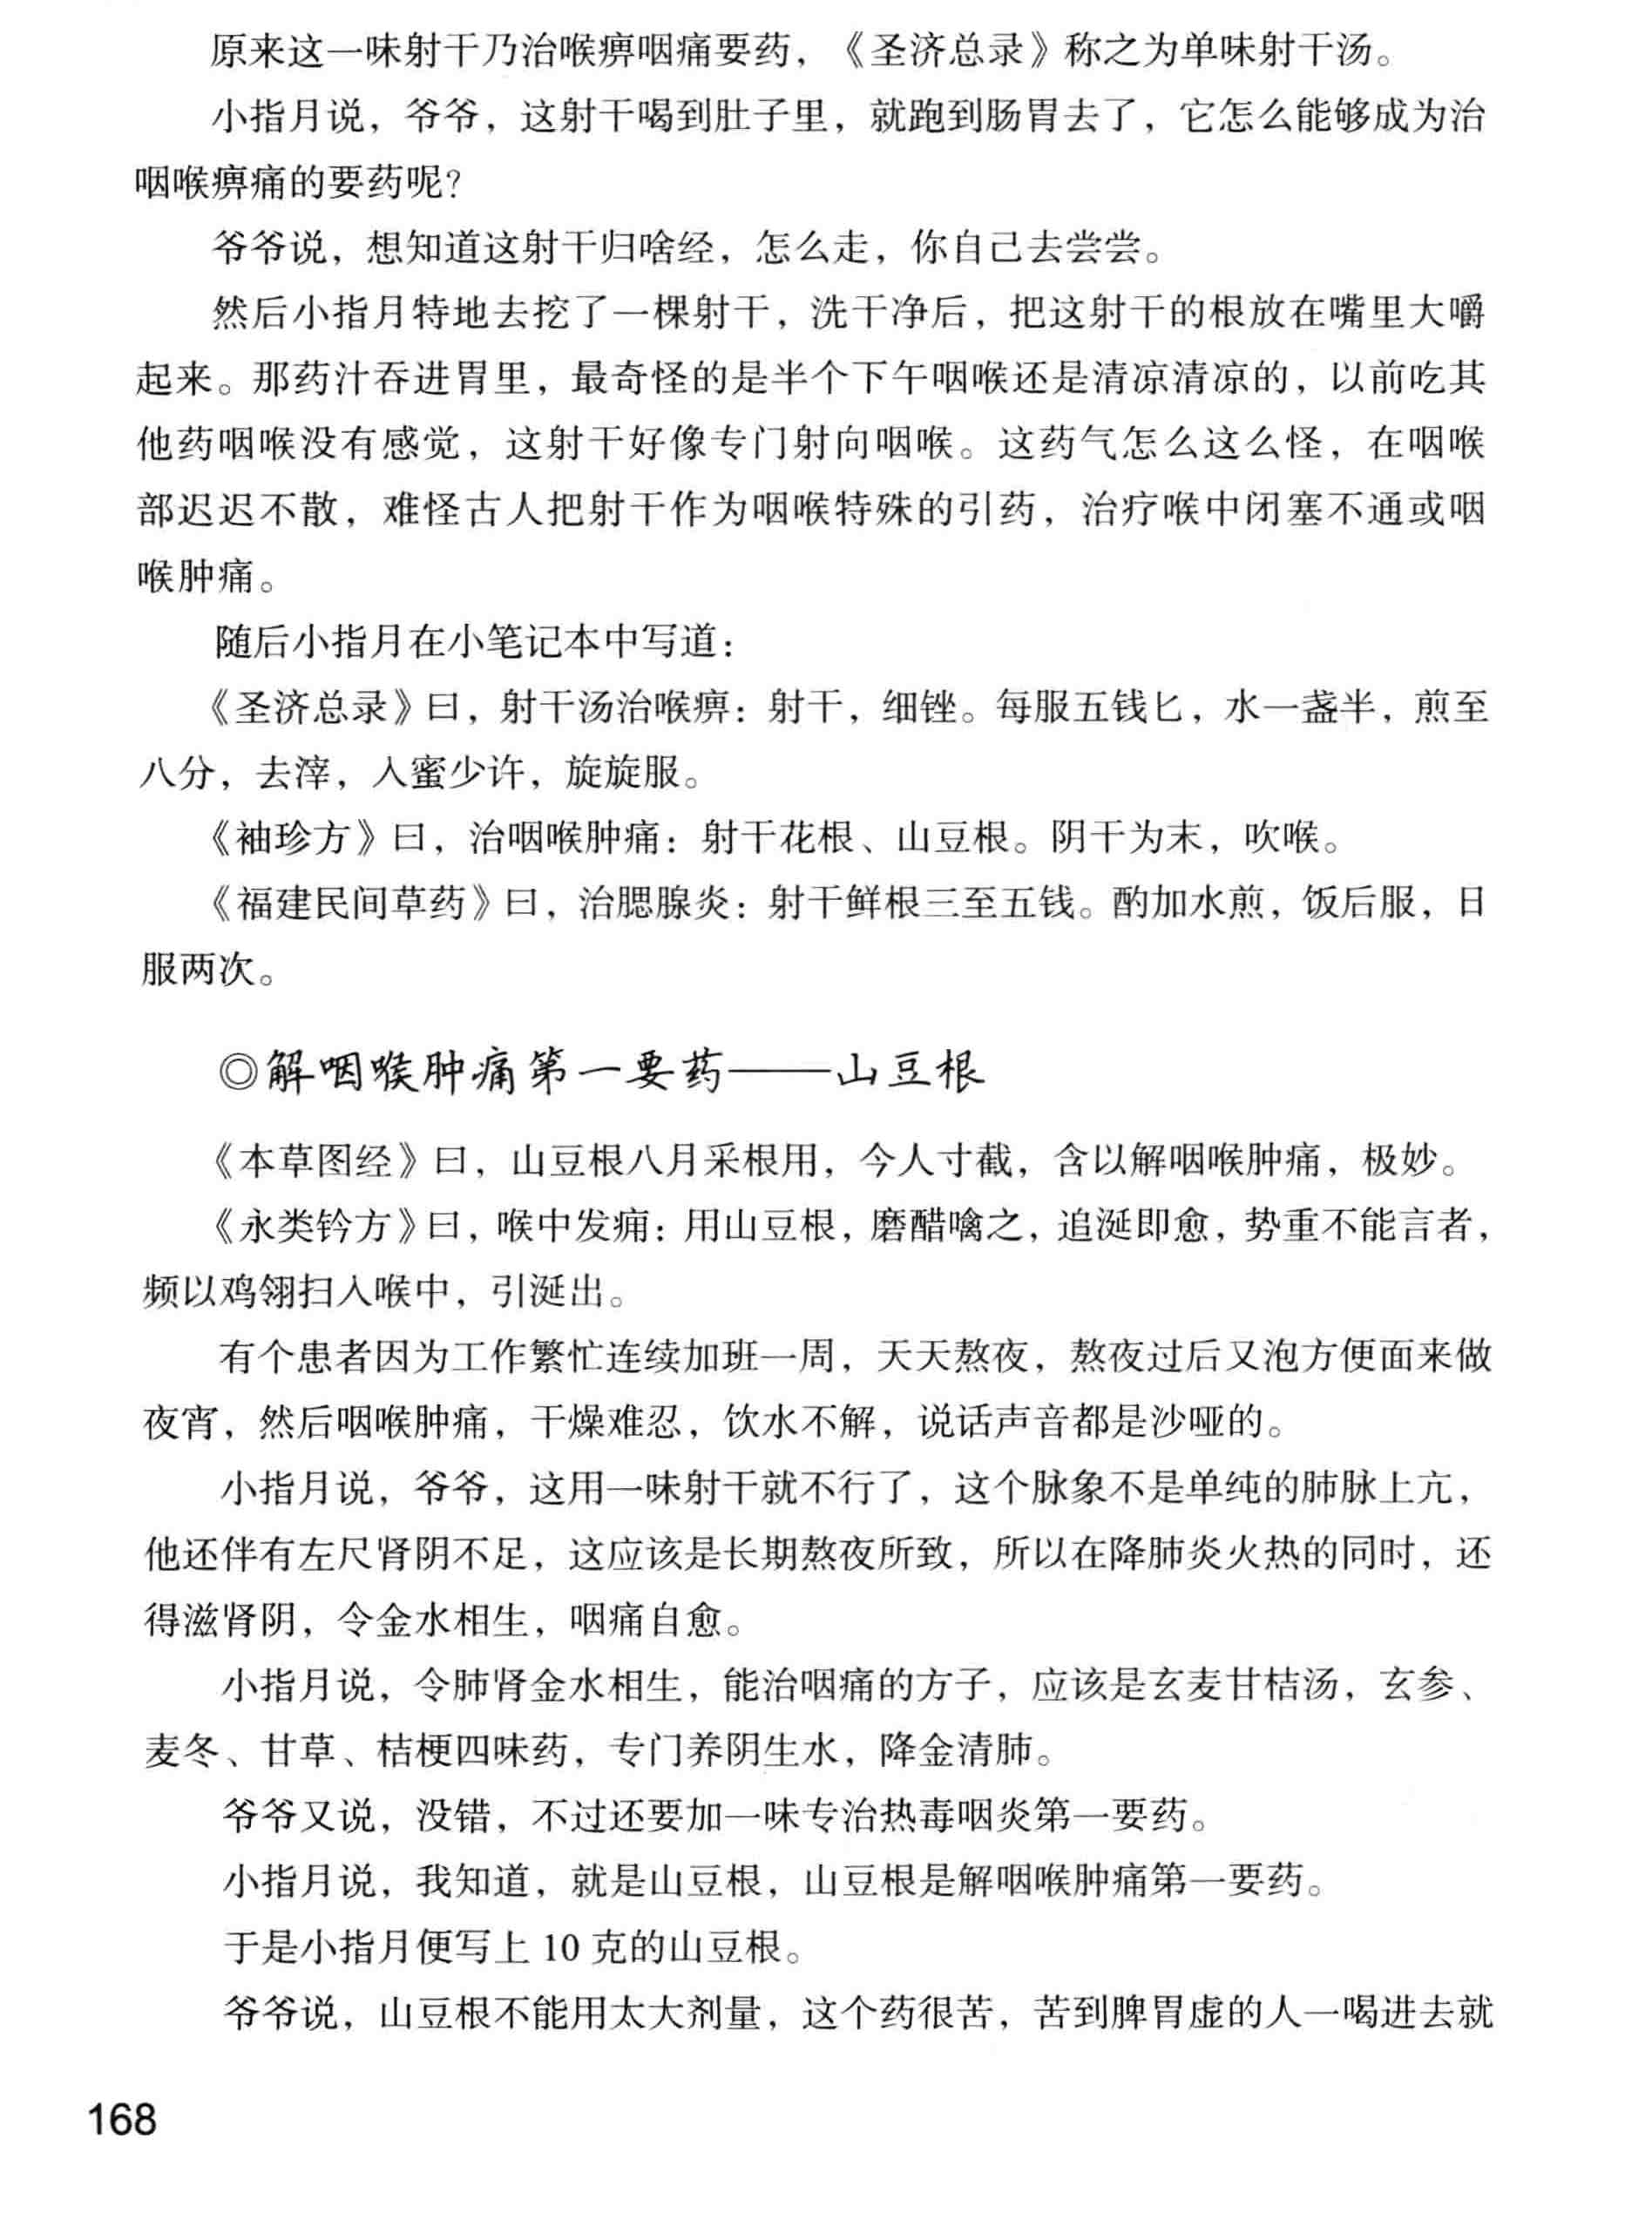 原来这一味射干乃治喉痹咽痛要药，《圣济总录》称之为单味射干汤。
小指月说，爷爷，这射干喝到肚子里，就跑到肠胃去了，它怎么能够成为治
咽喉痹痛的要药呢？
爷爷说，想知道这射干归啥经，怎么走，你自己去尝尝。
然后小指月特地去挖了一棵射干，洗干净后，把这射干的根放在嘴里大嚼
起来。那药汁吞进胃里，最奇怪的是半个下午咽喉还是清凉清凉的，以前吃其
他药咽喉没有感觉，这射干好像专门射向咽喉。这药气怎么这么怪，在咽喉
部迟迟不散，难怪古人把射干作为咽喉特殊的引药，治疗喉中闭塞不通或咽
喉肿痛。
随后小指月在小笔记本中写道：
《圣济总录》曰，射干汤治喉痹：射干，细锉。每服五钱匕，水一盏半，煎至
八分，去滓，入蜜少许，旋旋服。
《袖珍方》曰，治咽喉肿痛：射干花根、山豆根。阴干为末，吹喉。
《福建民间草药》曰，治腮腺炎：射干鲜根三至五钱。酌加水煎，饭后服，日
服两次。
◎解咽喉肿痛第一要药——山豆根
《本草图经》曰，山豆根八月采根用，今人寸截，含以解咽喉肿痛，极妙。
《永类钤方》曰，喉中发痈：用山豆根，磨醋噙之，追涎即愈，势重不能言者，
频以鸡翎扫入喉中，引涎出。
有个患者因为工作繁忙连续加班一周，天天熬夜，熬夜过后又泡方便面来做
夜宵，然后咽喉肿痛，干燥难忍，饮水不解，说话声音都是沙哑的。
小指月说，爷爷，这用一味射干就不行了，这个脉象不是单纯的肺脉上亢，
他还伴有左尺肾阴不足，这应该是长期熬夜所致，所以在降肺炎火热的同时，还
得滋肾阴，令金水相生，咽痛自愈。
小指月说，令肺肾金水相生，能治咽痛的方子，应该是玄麦甘桔汤，玄参、
麦冬、甘草、桔梗四味药，专门养阴生水，降金清肺。
爷爷又说，没错，不过还要加一味专治热毒咽炎第一要药。
小指月说，我知道，就是山豆根，山豆根是解咽喉肿痛第一要药。
于是小指月便写上 10 克的山豆根。
爷爷说，山豆根不能用太大剂量，这个药很苦，苦到脾胃虚的人一喝进去就
168